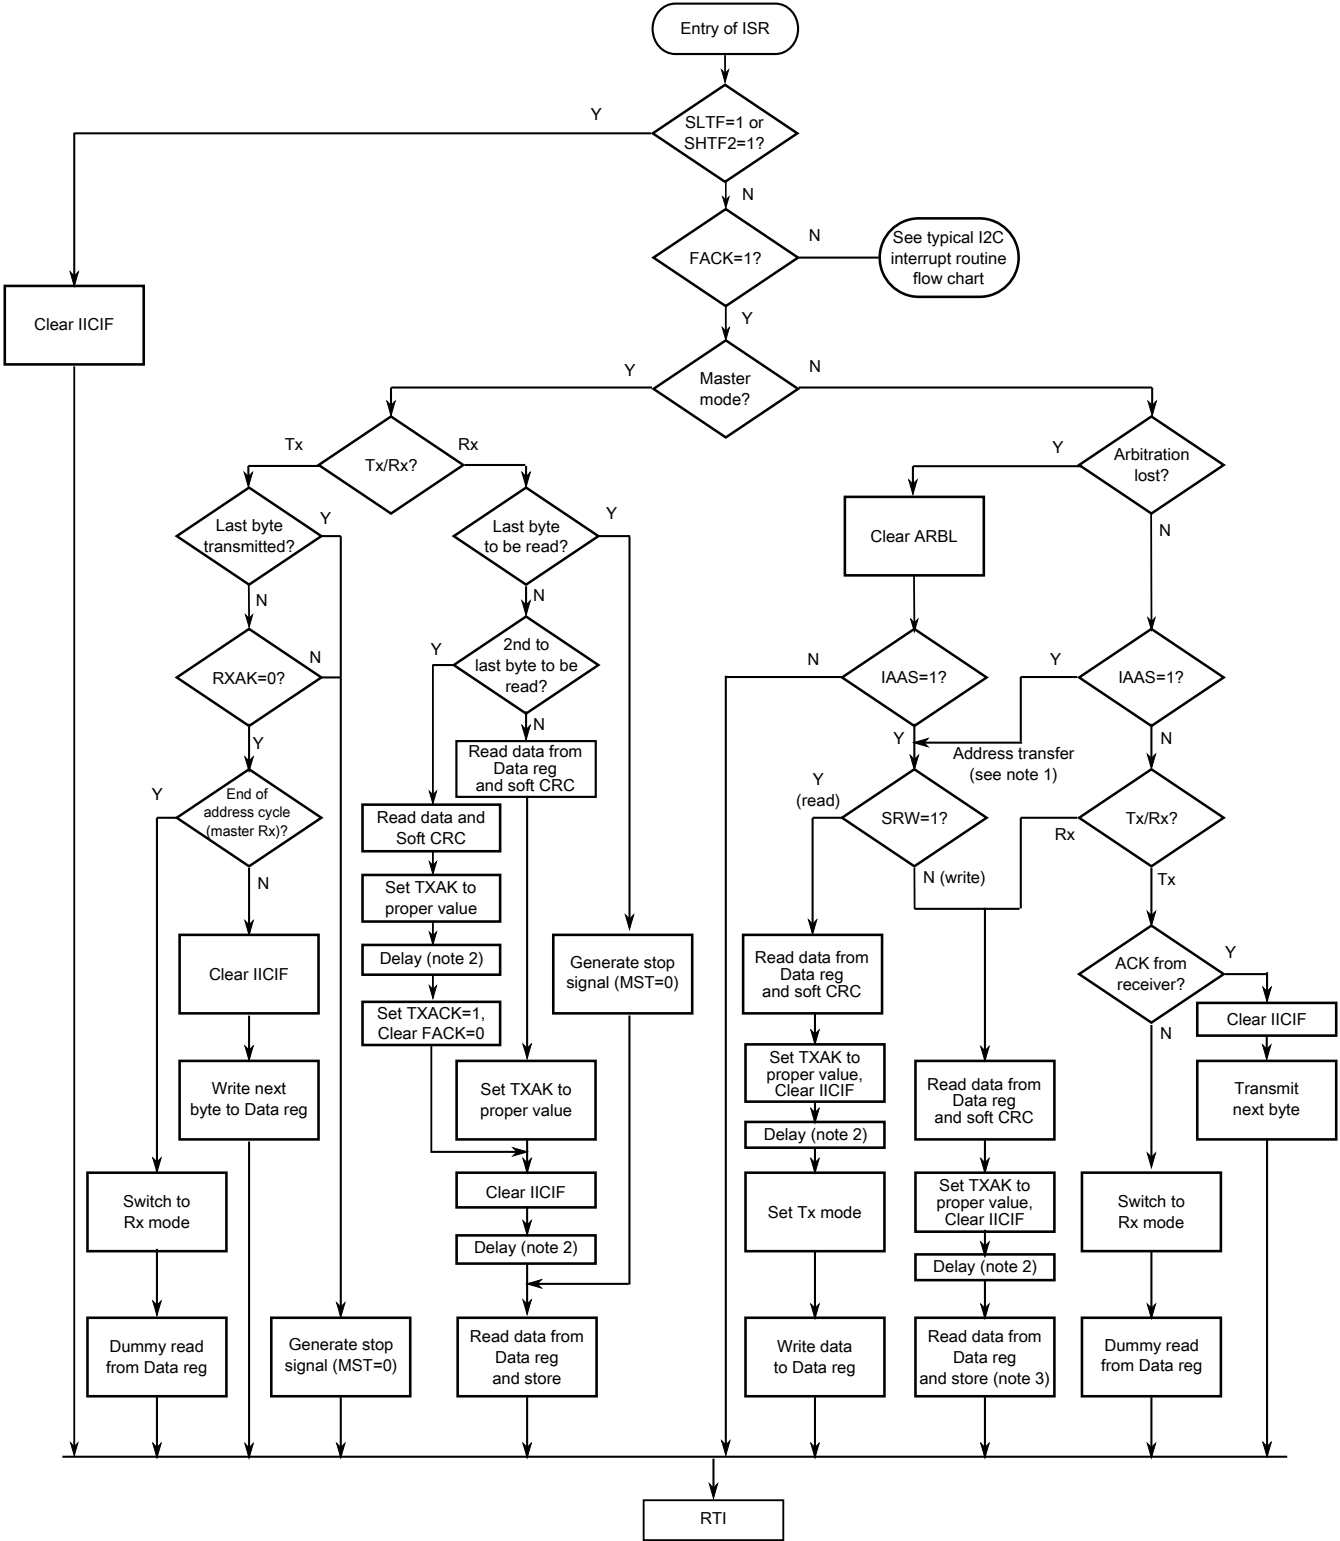 Entry of ISR
SLTF=1 or
SHTF2=1?
Y
N
FACK=1?
N
See typical I2C
interrupt routine
flow chart
Y
Clear IICIF
Master
mode?
Y
N
Tx/Rx?
Tx
Rx
Arbitration
lost?
Y
N
Last byte
transmitted?
Y
N
Last byte
to be read?
Y
N
Clear ARBL
RXAK=0?
N
Y
2nd to
last byte to be
read?
Y
N
IAAS=1?
N
Y
IAAS=1?
Y
N
Address transfer
(see note 1)
Read data from
Data reg
and soft CRC
End of
address cycle
(master Rx)?
Y
N
Read data and
Soft CRC
Y
(read)
SRW=1?
N (write)
Tx/Rx?
Rx
Tx
Set TXAK to
proper value
Clear IICIF
Delay (note 2)
Generate stop
signal (MST=0)
Read data from
Data reg
and soft CRC
ACK from
receiver?
Y
N
Set TXACK=1,
Clear FACK=0
Clear IICIF
Write next
byte to Data reg
Set TXAK to
proper value
Set TXAK to
proper value,
Clear IICIF
Read data from
Data reg
and soft CRC
Transmit
next byte
Delay (note 2)
Switch to
Rx mode
Clear IICIF
Set Tx mode
Set TXAK to
proper value,
Clear IICIF
Switch to
Rx mode
Delay (note 2)
Delay (note 2)
Dummy read
from Data reg
Generate stop
signal (MST=0)
Read data from
Data reg
and store
Write data
to Data reg
Read data from
Data reg
and store (note 3)
Dummy read
from Data reg
RTI